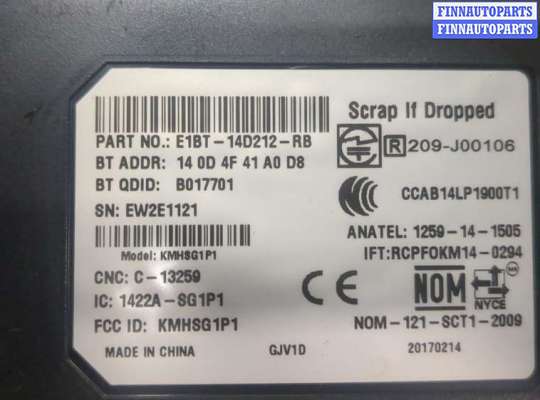 FINNAUTOPARTS
FINNAUTOPARTS
Scrap If Dropped
PART NO.: E1BT-14D212-RB
R 209-J00106
BT ADDR: 14 0D 4F 41 A0 D8
BT QDID: B017701
CCAB14LP1900T1
SN: EW2E1121
ANATEL: 1259-14-1505
Model: KMHSG1P1
IFT:RCPFOKM14-0294
CNC: C-13259
CE
NOM
NYCE
IC: 1422A-SG1P1
FCC ID: KMHSG1P1
NOM-121-SCT1-2009
MADE IN CHINA
GJV1D
20170214